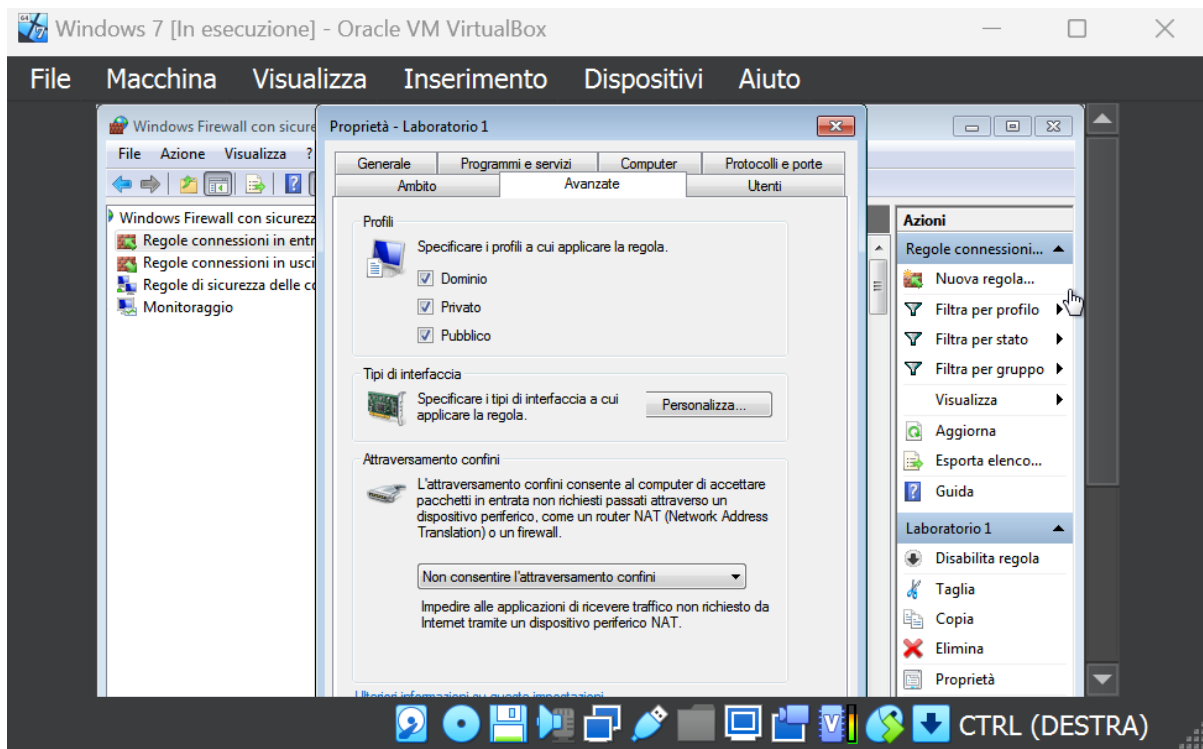 Windows 7 [In esecuzione] - Oracle VM VirtualBox
File Macchina Visualizza Inserimento Dispositivi Aiuto
Windows Firewall con sicure
File Azione Visualizza ?
Windows Firewall con sicurezz
Regole connessioni in entr
Regole connessioni in usci
Regole di sicurezza delle co
Monitoraggio
Proprietà - Laboratorio 1
Generale Programmi e servizi Computer Protocolli e porte
Ambito Avanzate Utenti
Profili
Specificare i profili a cui applicare la regola.
Dominio
Privato
Pubblico
Tipi di interfaccia
Specificare i tipi di interfaccia a cui
applicare la regola.
Personalizza...
Attraversamento confini
L'attraversamento confini consente al computer di accettare
pacchetti in entrata non richiesti passati attraverso un
dispositivo periferico, come un router NAT (Network Address
Translation) o un firewall.
Non consentire l'attraversamento confini
Impedire alle applicazioni di ricevere traffico non richiesto da
Internet tramite un dispositivo periferico NAT.
Ulteriori informazioni su queste impostazioni
Azioni
Regole connessioni...
Nuova regola...
Filtra per profilo
Filtra per stato
Filtra per gruppo
Visualizza
Aggiorna
Esporta elenco...
Guida
Laboratorio 1
Disabilita regola
Taglia
Copia
Elimina
Proprietà
CTRL (DESTRA)